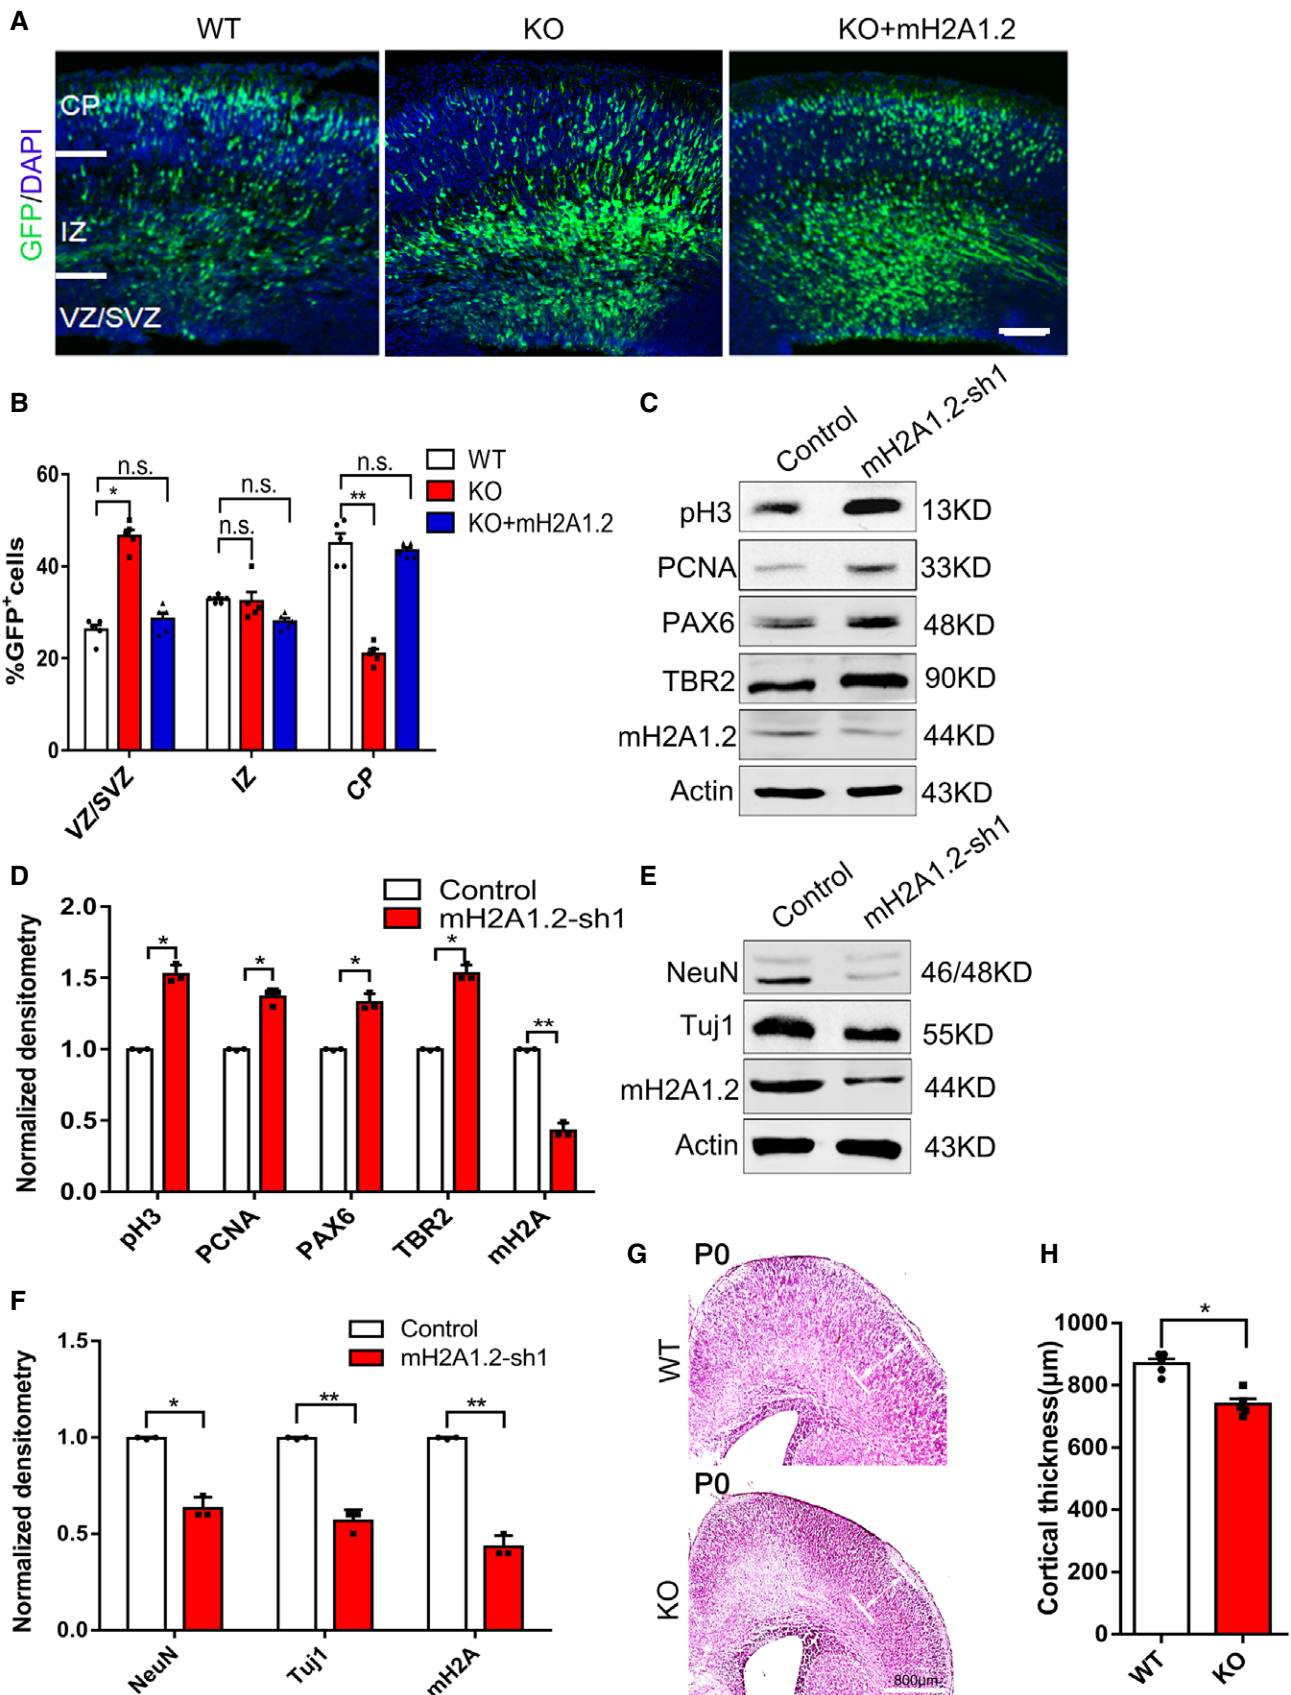 A
WT
KO
KO+mH2A1.2
GFP/DAPI
CP
IZ
VZ/SVZ
B
%GFP+cells
60
40
20
0
n.s.
*
n.s.
n.s.
n.s.
**
WT
KO
KO+mH2A1.2
VZ/SVZ
IZ
CP
C
Control
mH2A1.2-sh1
pH3
13KD
PCNA
33KD
PAX6
48KD
TBR2
90KD
mH2A1.2
44KD
Actin
43KD
D
Normalized densitometry
2.0
1.5
1.0
0.5
0.0
Control
mH2A1.2-sh1
*
*
*
*
**
pH3
PCNA
PAX6
TBR2
mH2A
E
Control
mH2A1.2-sh1
NeuN
46/48KD
Tuj1
55KD
mH2A1.2
44KD
Actin
43KD
F
Normalized densitometry
1.5
1.0
0.5
0.0
Control
mH2A1.2-sh1
*
**
**
NeuN
Tuj1
mH2A
G
P0
WT
P0
KO
800μm
H
Cortical thickness(μm)
1000
800
600
400
200
0
*
WT
KO